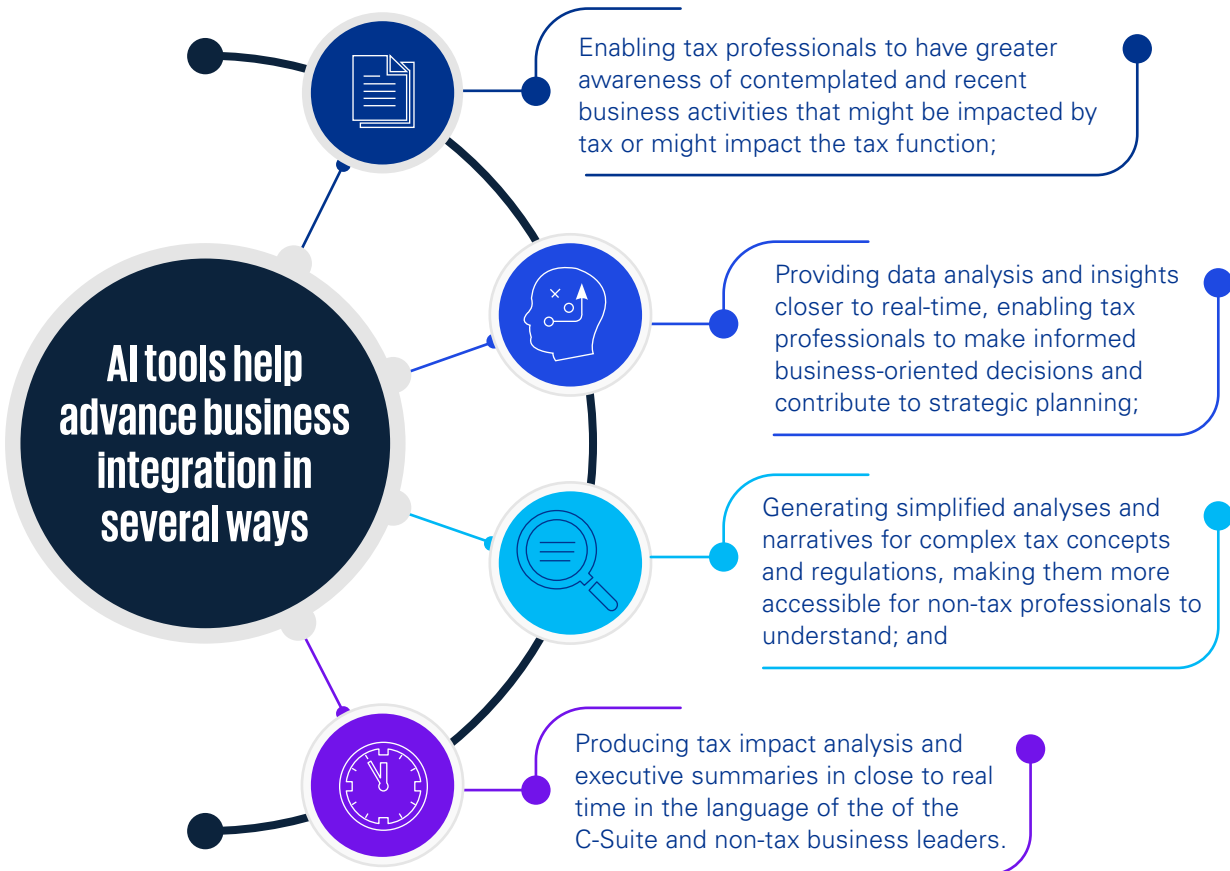 AI tools help
advance business
integration in
several ways
Enabling tax professionals to have greater
awareness of contemplated and recent
business activities that might be impacted by
tax or might impact the tax function;
Providing data analysis and insights
closer to real-time, enabling tax
professionals to make informed
business-oriented decisions and
contribute to strategic planning;
Generating simplified analyses and
narratives for complex tax concepts
and regulations, making them more
accessible for non-tax professionals to
understand; and
Producing tax impact analysis and
executive summaries in close to real
time in the language of the of the
C-Suite and non-tax business leaders.